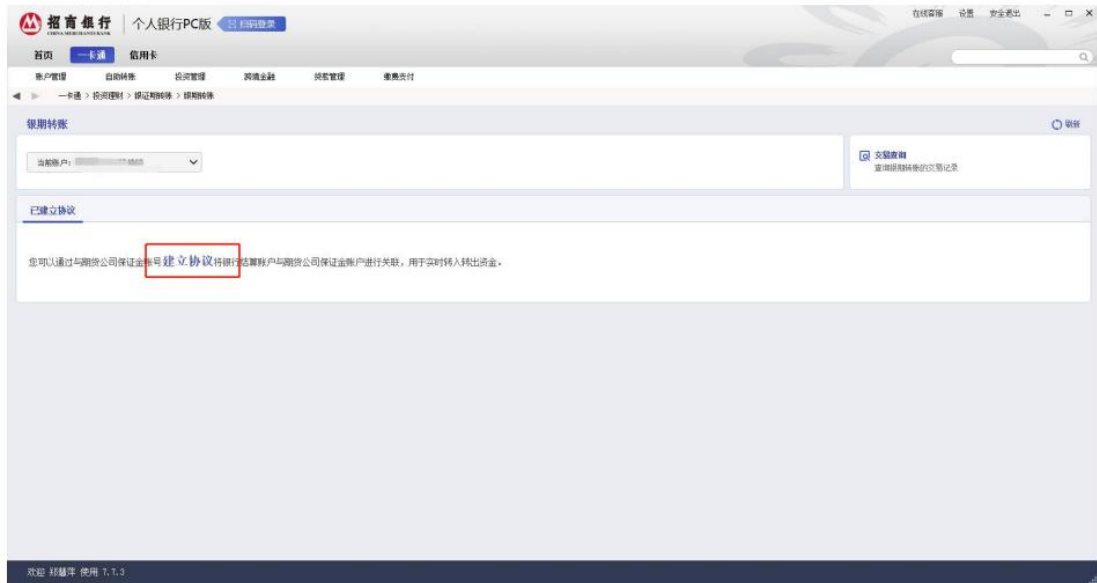 在线客服 设置 安全退出
招商银行 个人银行PC版 扫码登录
CHINA MERCHANTS BANK
首页 一卡通 信用卡
账户管理 自助转账 投资管理 跨境金融 贷款管理 缴费支付
一卡通 > 投资理财 > 银证期转账 > 银期转账
银期转账 刷新
当前账户：
交易查询
查询银期转账的交易记录
已建立协议
您可以通过与期货公司保证金账号建立协议将银行结算账户与期货公司保证金账户进行关联，用于实时转入转出资金。
欢迎 郑慧萍 使用 7.7.3